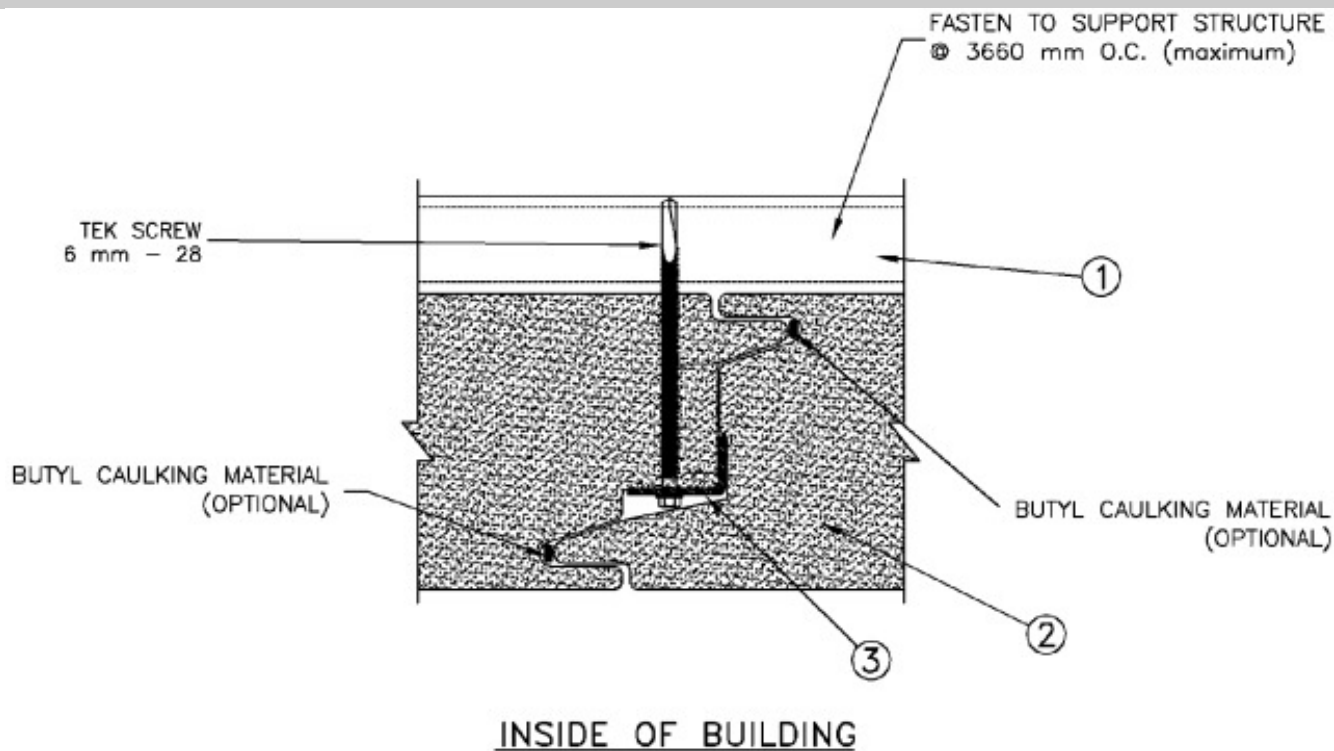 FASTEN TO SUPPORT STRUCTURE
@ 3660 mm O.C. (maximum)
TEK SCREW
6 mm – 28
1
BUTYL CAULKING MATERIAL
(OPTIONAL)
BUTYL CAULKING MATERIAL
(OPTIONAL)
2
3
INSIDE OF BUILDING